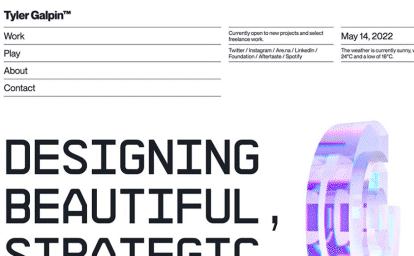 Tyler Galpin™
Work
Play
About
Contact
Currently open to new projects and select
freelance work.
Twitter / Instagram / Are.na / LinkedIn /
Foundation / Aftertaste / Spotify
May 14, 2022
The weather is currently sunny,
24°C and a low of 16°C.
DESIGNING
BEAUTIFUL,
STRATEGIC